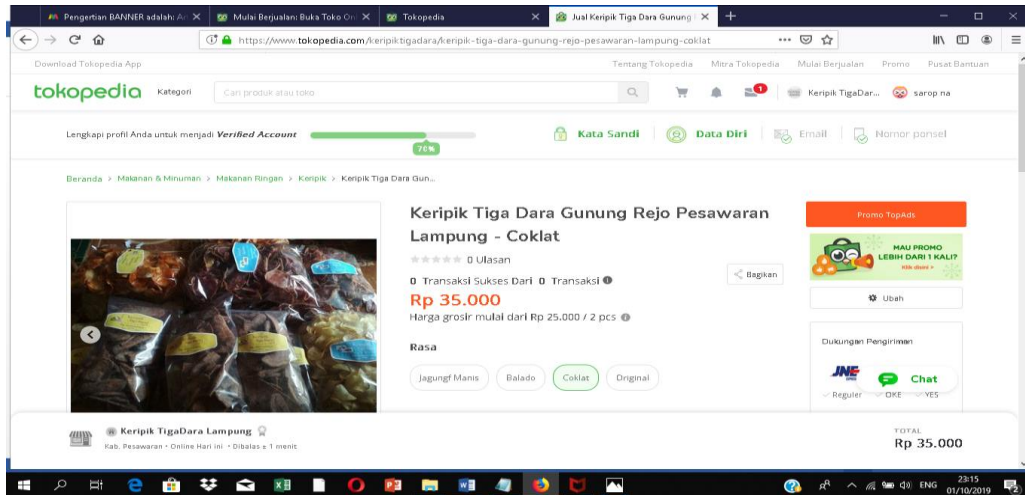 Pengertian BANNER adalah: Ar
Mulai Berjualan: Buka Toko Onl
Tokopedia
Jual Keripik Tiga Dara Gunung
https://www.tokopedia.com/keripiktigadara/keripik-tiga-dara-gunung-rejo-pesawaran-lampung-coklat
Download Tokopedia App
Tentang Tokopedia Mitra Tokopedia Mulai Berjualan Promo Pusat Bantuan
tokopedia Kategori Cari produk atau toko 1 Keripik TigaDar... sarop na
Lengkapi profil Anda untuk menjadi Verified Account Kata Sandi Data Diri Email Nomor ponsel
70%
Beranda > Makanan & Minuman > Makanan Ringan > Keripik > Keripik Tiga Dara Gun...
Keripik Tiga Dara Gunung Rejo Pesawaran
Lampung - Coklat
0 Ulasan
0 Transaksi Sukses Dari 0 Transaksi
Bagikan
Rp 35.000
Harga grosir mulai dari Rp 25.000 / 2 pcs
Rasa
Jagungf Manis Balado Coklat Original
Promo TopAds
MAU PROMO
LEBIH DARI 1 KALI?
Klik disini >
Ubah
Dukungan Pengiriman
JNE
Chat
Reguler OKE YES
Keripik TigaDara Lampung
Kab. Pesawaran • Online Hari ini • Dibalas ± 1 menit
TOTAL
Rp 35.000
ENG
23:15
01/10/2019
2